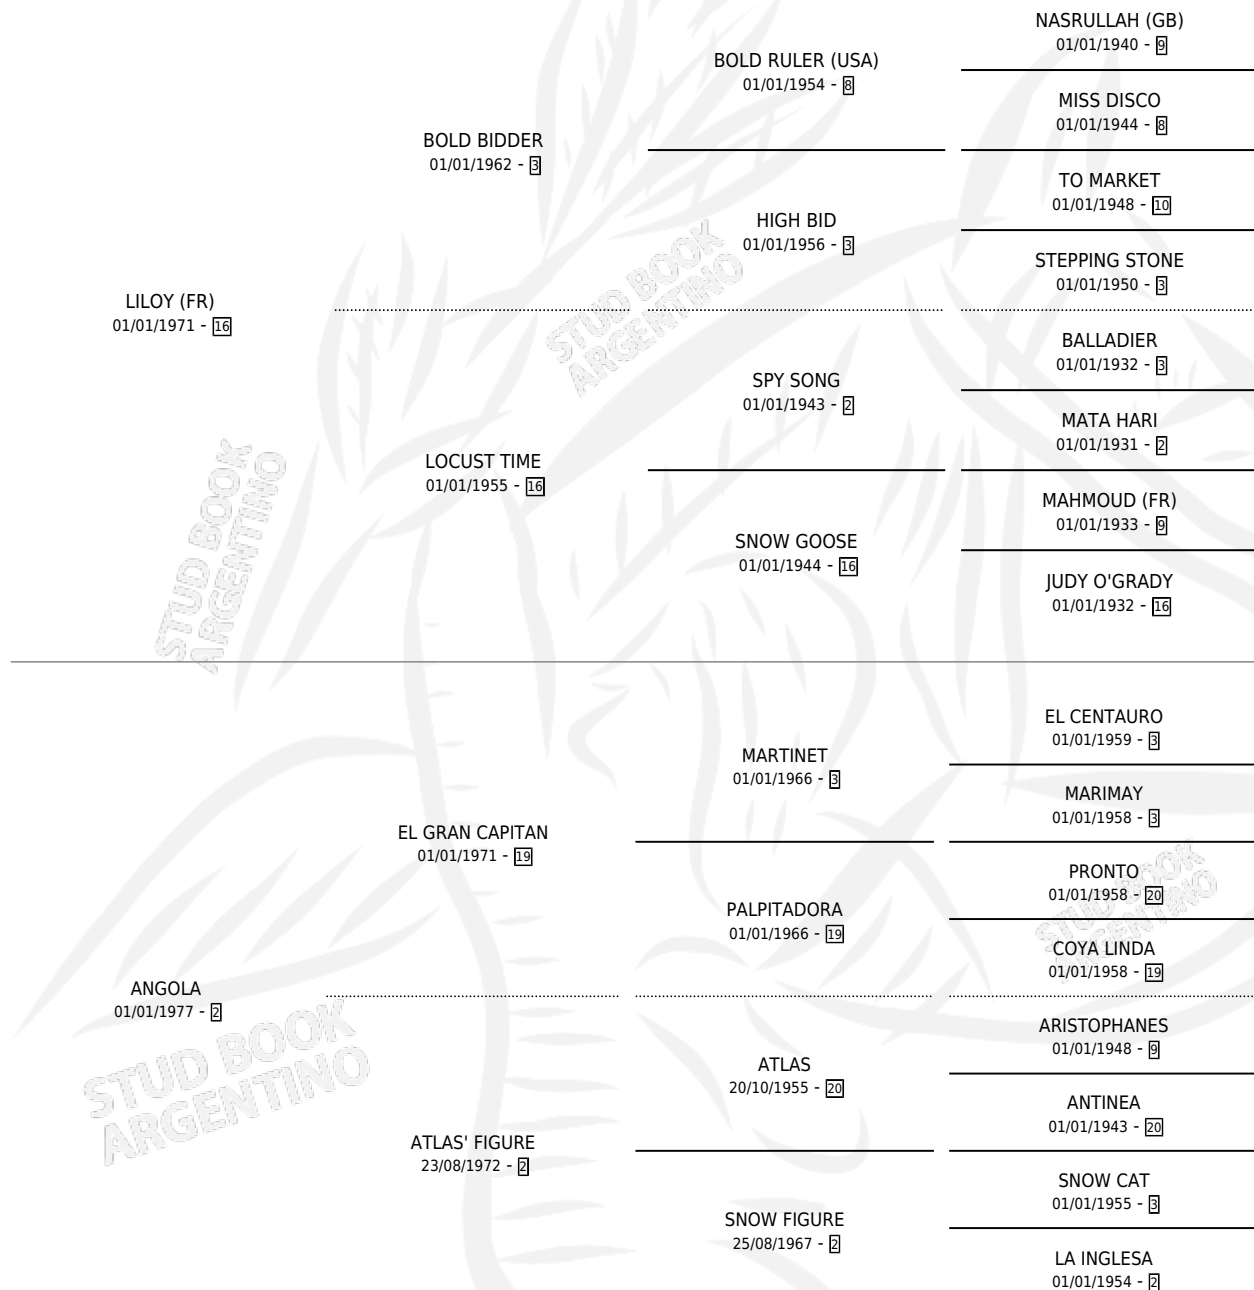 NASRULLAH (GB)
01/01/1940 - 9
BOLD RULER (USA)
01/01/1954 - 8
MISS DISCO
01/01/1944 - 8
BOLD BIDDER
01/01/1962 - 3
TO MARKET
01/01/1948 - 10
HIGH BID
01/01/1956 - 3
STEPPING STONE
01/01/1950 - 3
LILOY (FR)
01/01/1971 - 16
BALLADIER
01/01/1932 - 3
SPY SONG
01/01/1943 - 2
MATA HARI
01/01/1931 - 2
LOCUST TIME
01/01/1955 - 16
MAHMOUD (FR)
01/01/1933 - 9
SNOW GOOSE
01/01/1944 - 16
JUDY O'GRADY
01/01/1932 - 16
EL CENTAURO
01/01/1959 - 3
MARTINET
01/01/1966 - 3
MARIMAY
01/01/1958 - 3
EL GRAN CAPITAN
01/01/1971 - 19
PRONTO
01/01/1958 - 20
PALPITADORA
01/01/1966 - 19
COYA LINDA
01/01/1958 - 19
ANGOLA
01/01/1977 - 2
ARISTOPHANES
01/01/1948 - 9
ATLAS
20/10/1955 - 20
ANTINEA
01/01/1943 - 20
ATLAS' FIGURE
23/08/1972 - 2
SNOW CAT
01/01/1955 - 3
SNOW FIGURE
25/08/1967 - 2
LA INGLESA
01/01/1954 - 2
STUD BOOK
ARGENTINO
STUD BOOK
ARGENTINO
STUD BOOK
ARGENTINO
STUD BOOK
ARGENTINO